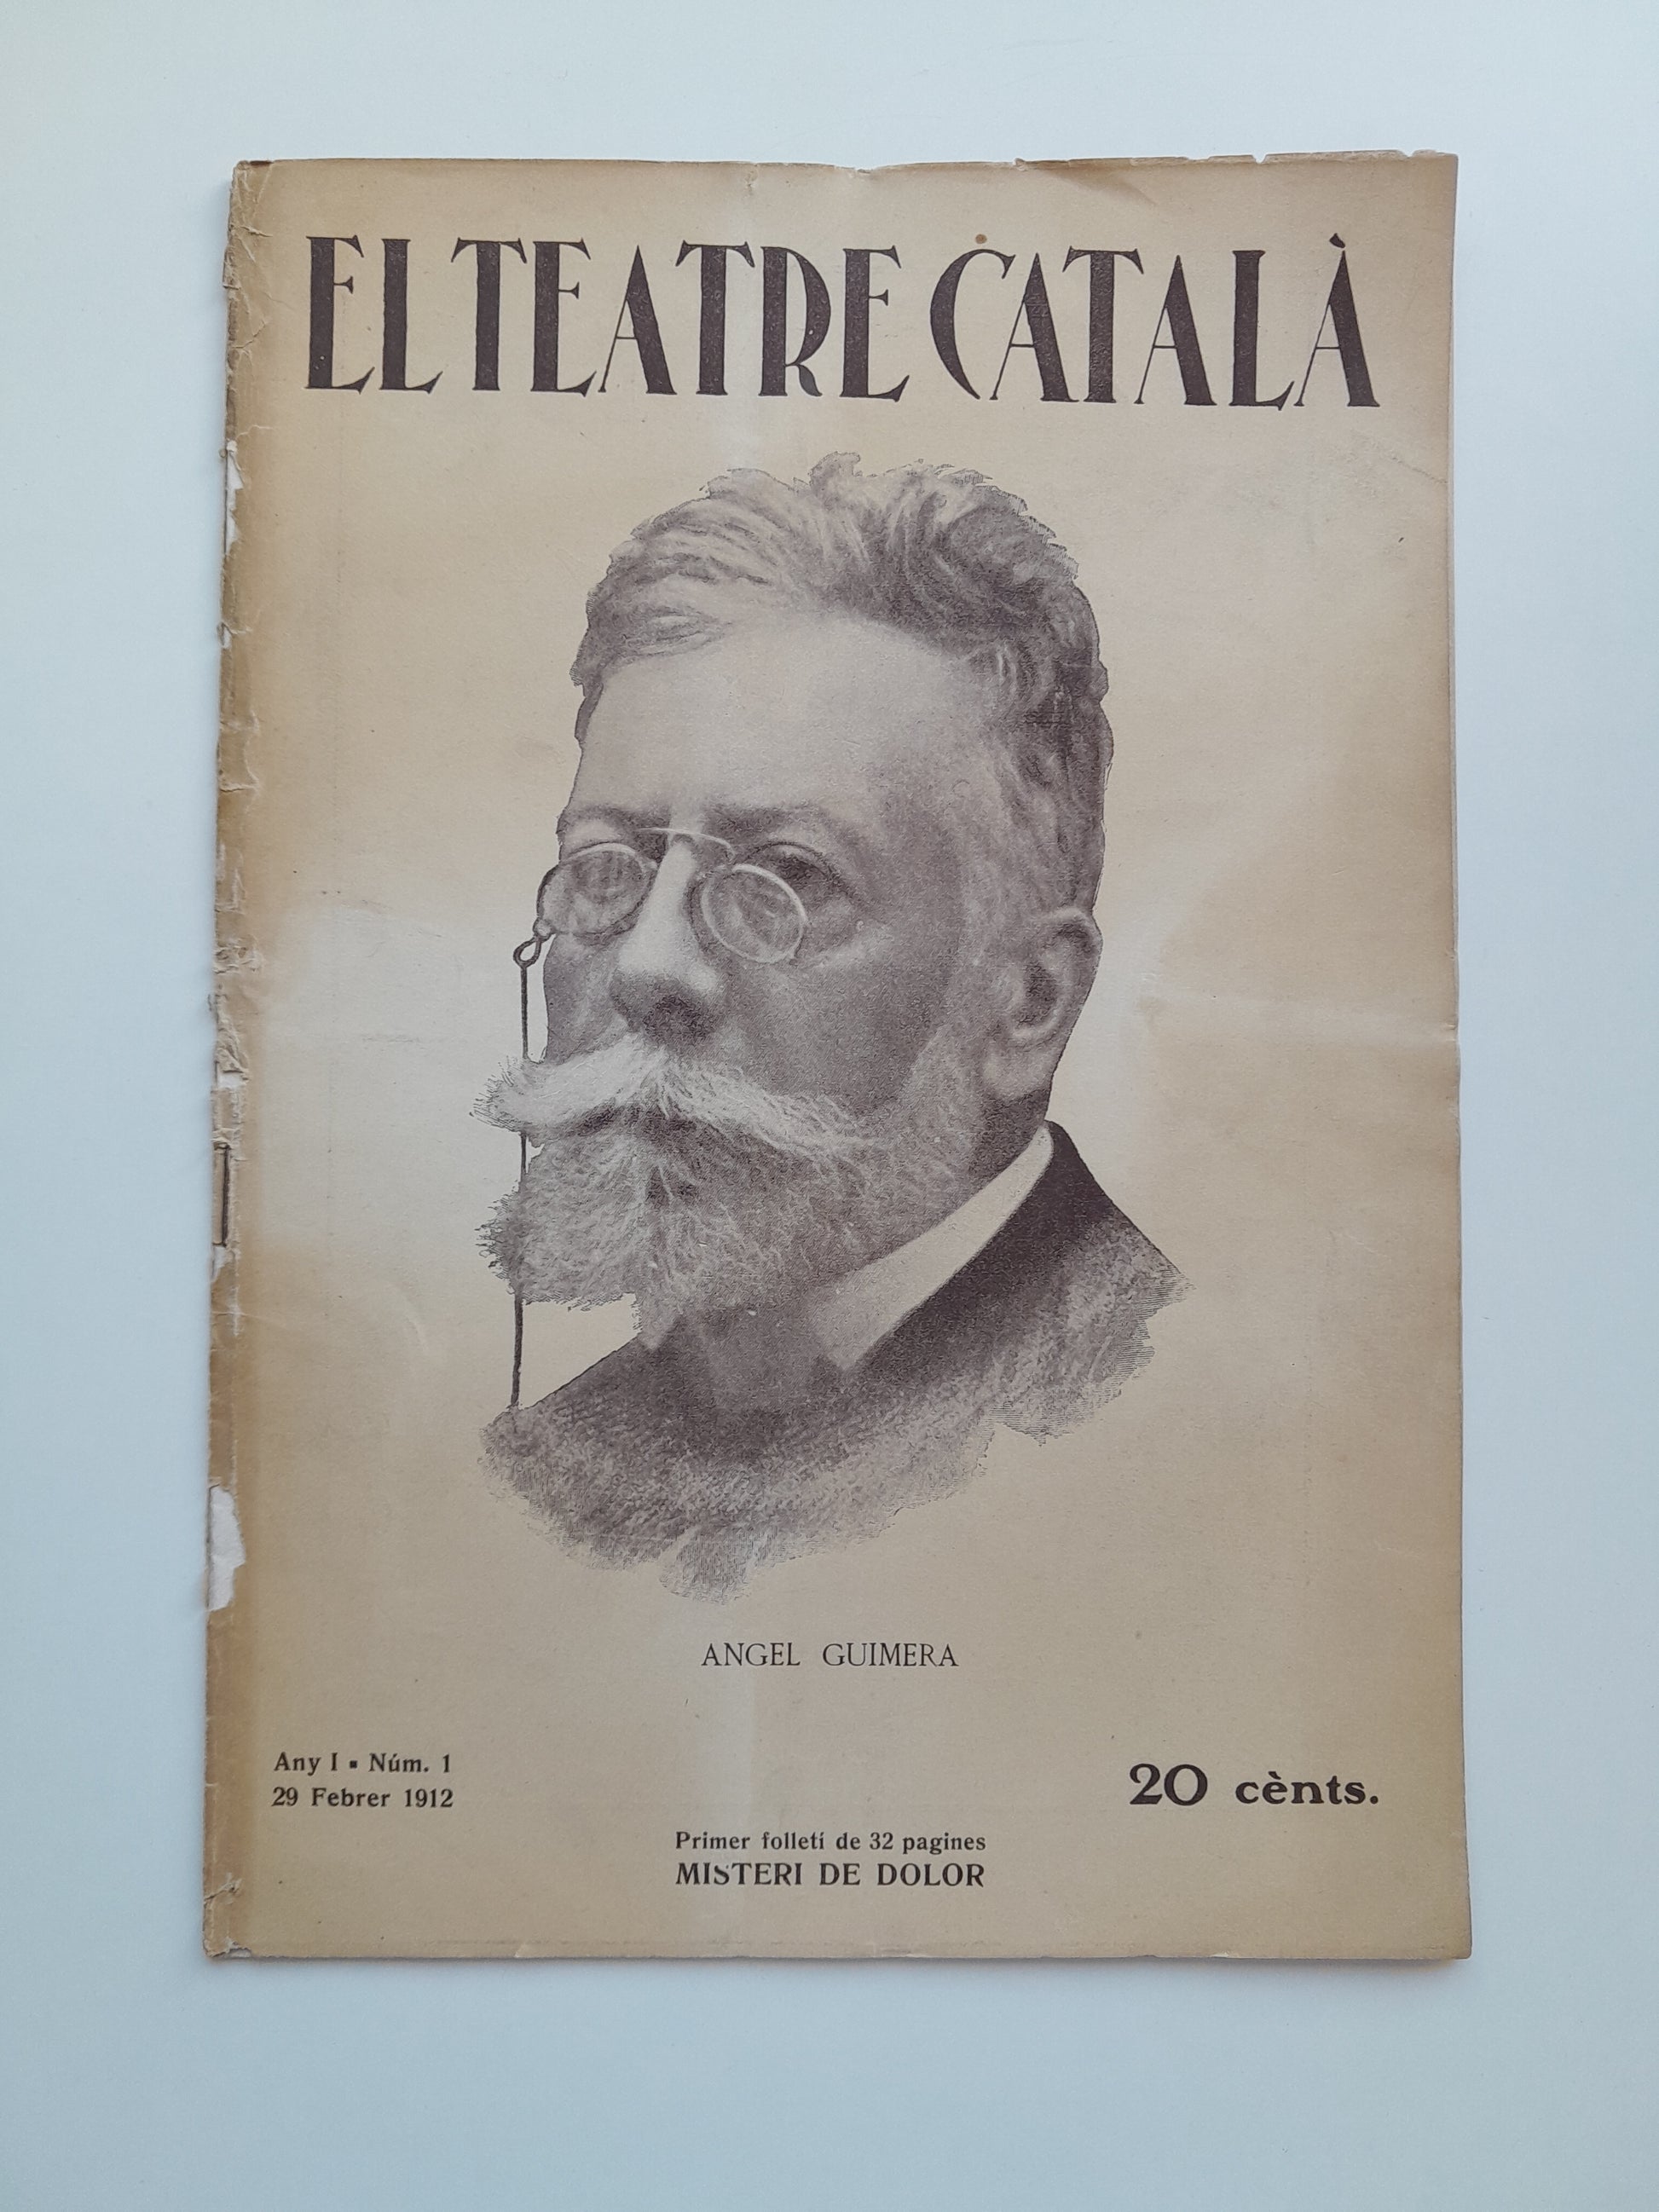 EL TEATRE CATALÀ
ANGEL GUIMERA
Any I ▪ Núm. 1
29 Febrer 1912
20 cènts.
Primer folletí de 32 pagines
MISTERI DE DOLOR